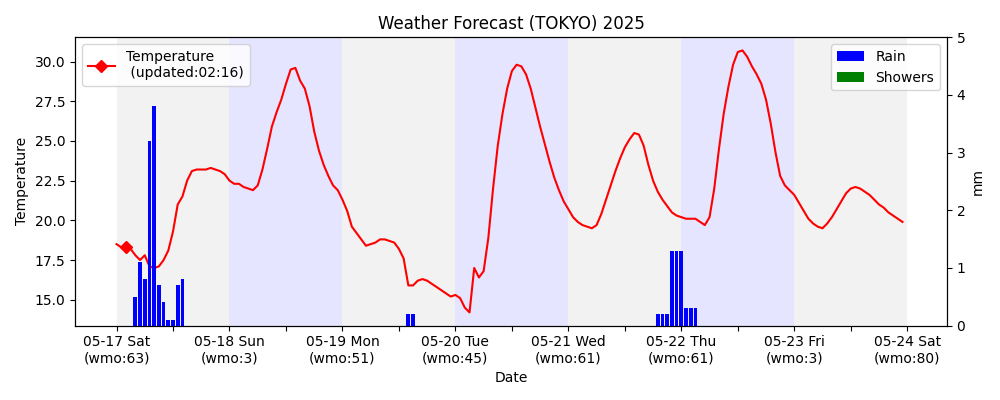 Weather Forecast (TOKYO) 2025
Temperature
(updated:02:16)
Rain
Showers
30.0
27.5
25.0
22.5
20.0
17.5
15.0
Temperature
5
4
3
2
1
0
mm
05-17 Sat
(wmo:63)
05-18 Sun
(wmo:3)
05-19 Mon
(wmo:51)
05-20 Tue
(wmo:45)
05-21 Wed
(wmo:61)
05-22 Thu
(wmo:61)
05-23 Fri
(wmo:3)
05-24 Sat
(wmo:80)
Date